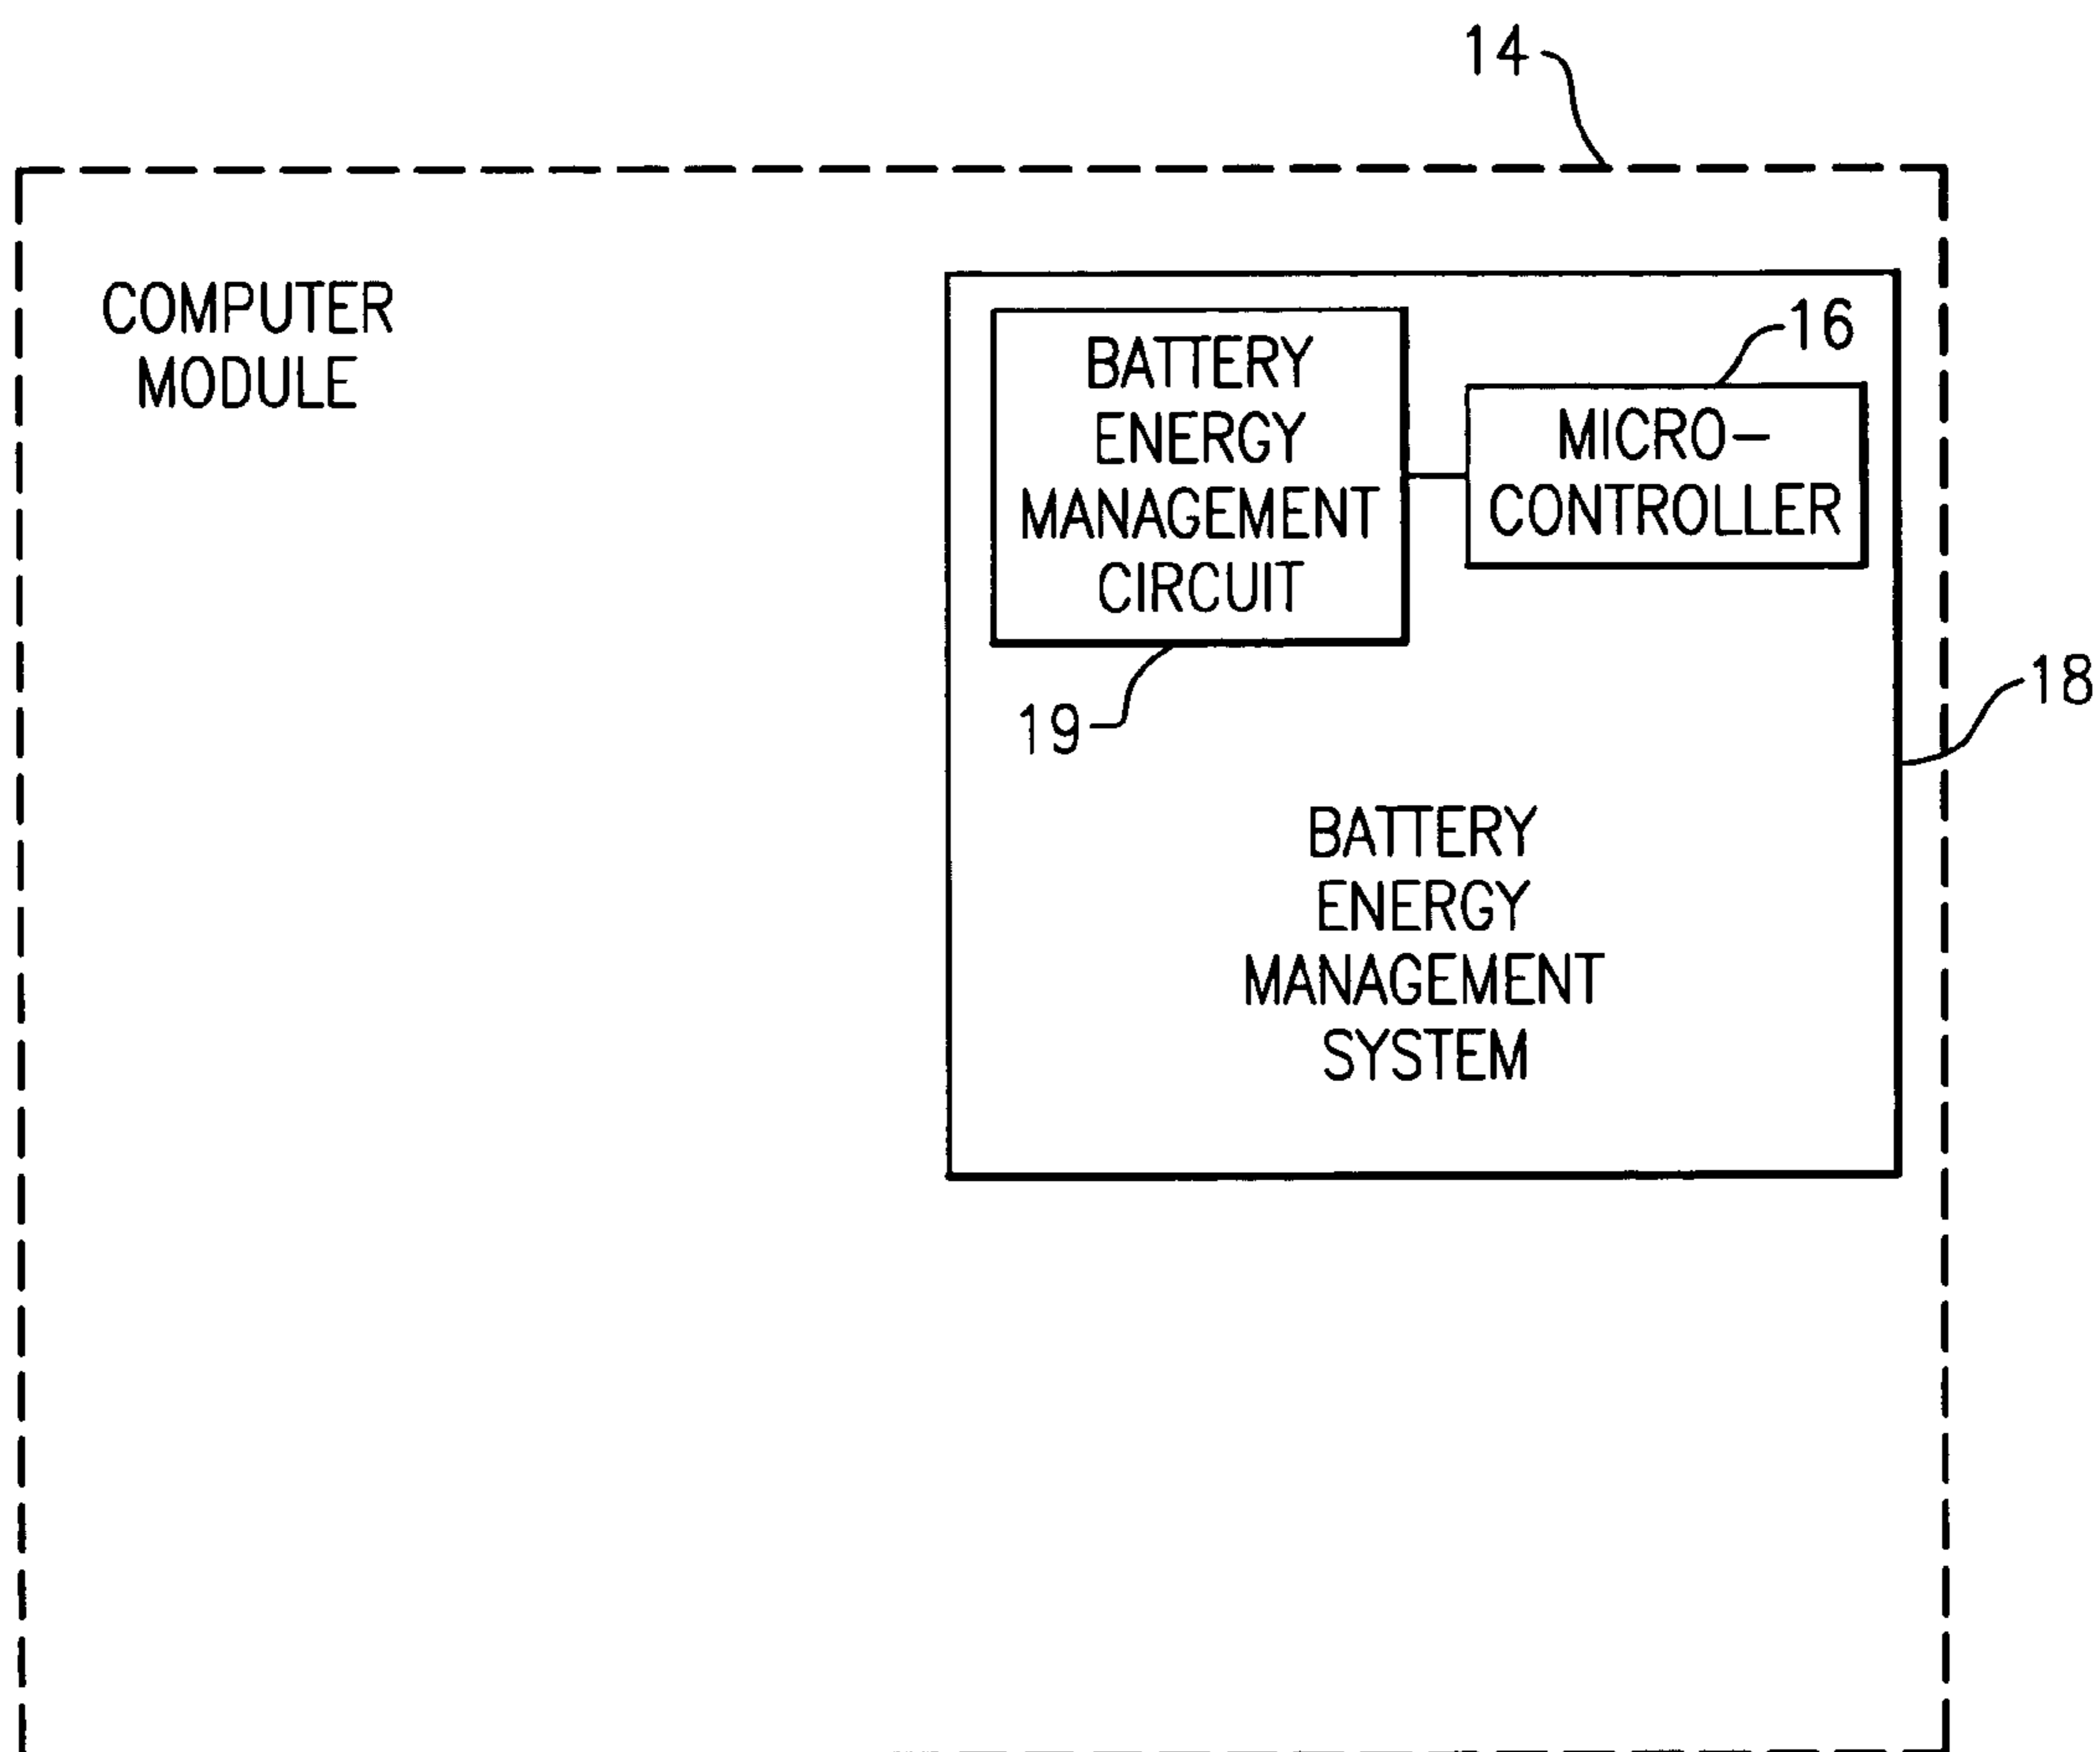 14
COMPUTER
MODULE
BATTERY
ENERGY
MANAGEMENT
CIRCUIT
16
MICRO-
CONTROLLER
19
18
BATTERY
ENERGY
MANAGEMENT
SYSTEM